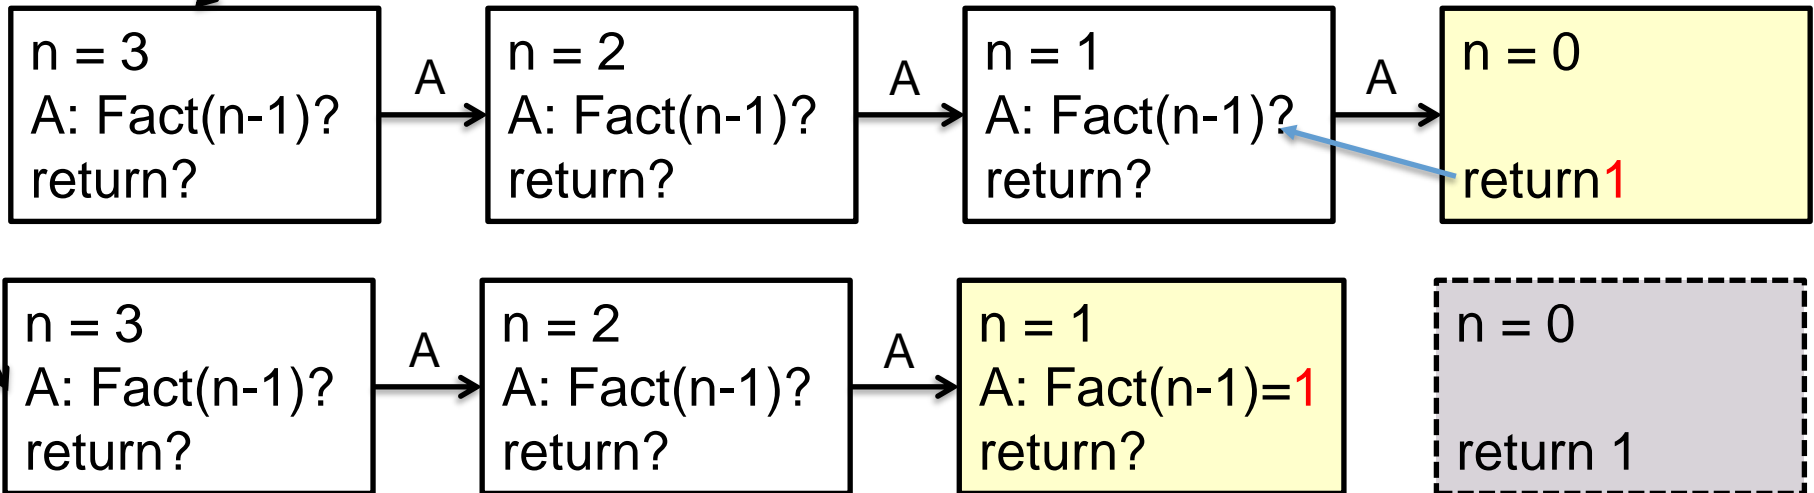 n = 3
A: Fact(n-1)?
return?
A
n = 2
A: Fact(n-1)?
return?
A
n = 1
A: Fact(n-1)?
return?
A
n = 0
return1
n = 3
A: Fact(n-1)?
return?
A
n = 2
A: Fact(n-1)?
return?
A
n = 1
A: Fact(n-1)=1
return?
n = 0
return 1